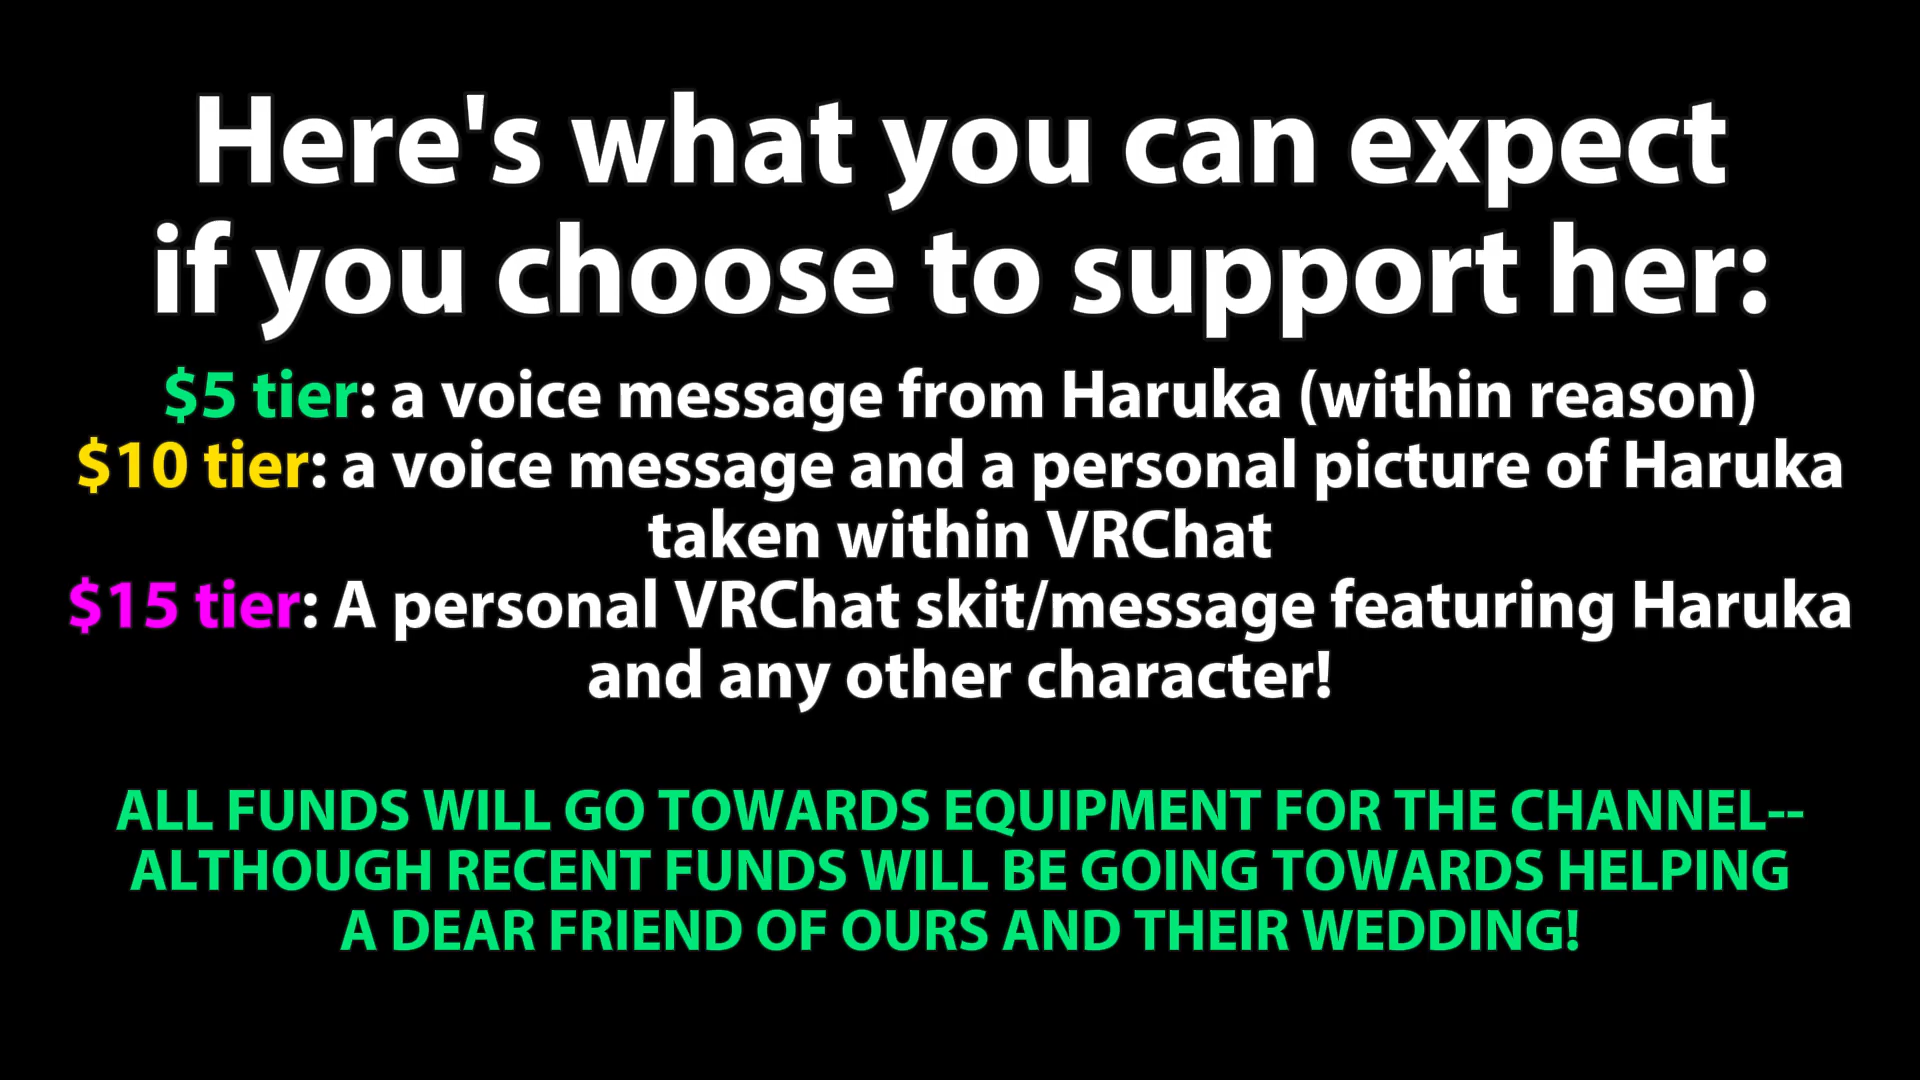 Here's what you can expect
if you choose to support her:
$5 tier: a voice message from Haruka (within reason)
$10 tier: a voice message and a personal picture of Haruka
taken within VRChat
$15 tier: A personal VRChat skit/message featuring Haruka
and any other character!
ALL FUNDS WILL GO TOWARDS EQUIPMENT FOR THE CHANNEL--
ALTHOUGH RECENT FUNDS WILL BE GOING TOWARDS HELPING
A DEAR FRIEND OF OURS AND THEIR WEDDING!